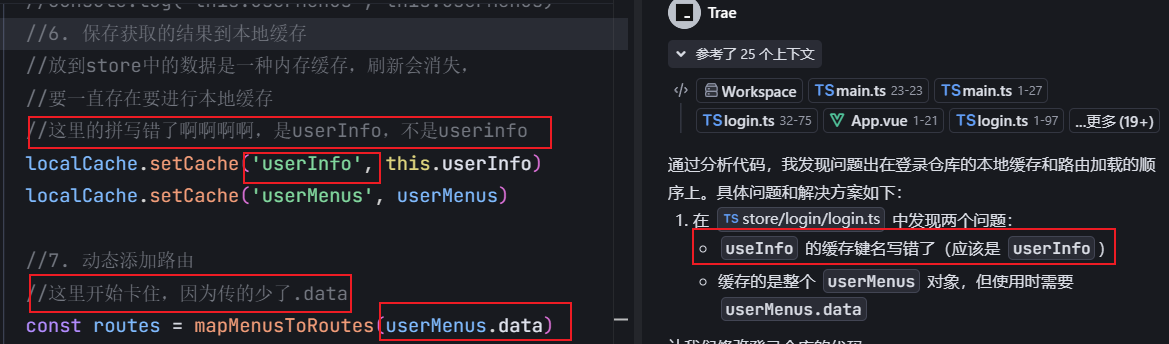 //console.log('this.userMenus', this.userMenus)
//6. 保存获取的结果到本地缓存
//放到store中的数据是一种内存缓存，刷新会消失，
//要一直存在要进行本地缓存
//这里的拼写错了啊啊啊啊，是userInfo，不是userinfo
localCache.setCache('userInfo', this.userInfo)
localCache.setCache('userMenus', userMenus)
//7. 动态添加路由
//这里开始卡住，因为传的少了.data
const routes = mapMenusToRoutes(userMenus.data)
Trae
参考了 25 个上下文
Workspace TS main.ts 23-23 TS main.ts 1-27
TS login.ts 32-75 App.vue 1-21 TS login.ts 1-97 ...更多 (19+)
通过分析代码，我发现问题出在登录仓库的本地缓存和路由加载的顺
序上。具体问题和解决方案如下：
1. 在 TS store/login/login.ts 中发现两个问题：
useInfo 的缓存键名写错了（应该是 userInfo ）
缓存的是整个 userMenus 对象，但使用时需要
userMenus.data